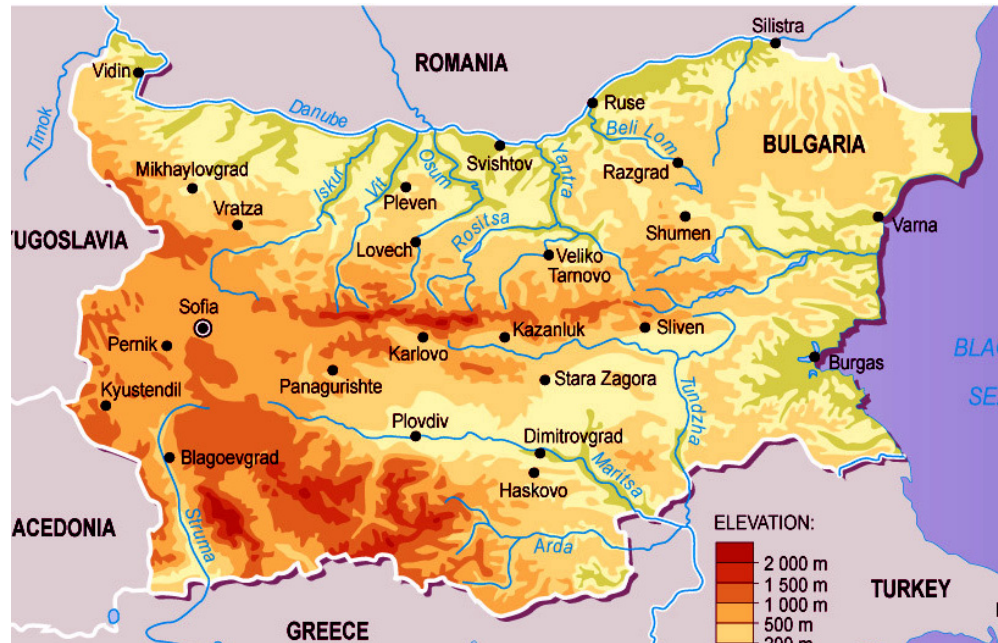 Silistra
ROMANIA
Vidin
Ruse
Timok
Danube
Beli Lom
BULGARIA
Svishtov
Yantra
Osum
Mikhaylovgrad
Iskur
Vit
Razgrad
Pleven
Vratza
Rositsa
Shumen
Varna
YUGOSLAVIA
Lovech
Veliko
Tarnovo
Sofia
Pernik
Karlovo
Kazanluk
Sliven
BLAC
SE
Burgas
Kyustendil
Panagurishte
Stara Zagora
Tundzha
Plovdiv
Dimitrovgrad
Blagoevgrad
Maritsa
Haskovo
ACEDONIA
Struma
Arda
ELEVATION:
2 000 m
1 500 m
1 000 m
500 m
200 m
TURKEY
GREECE